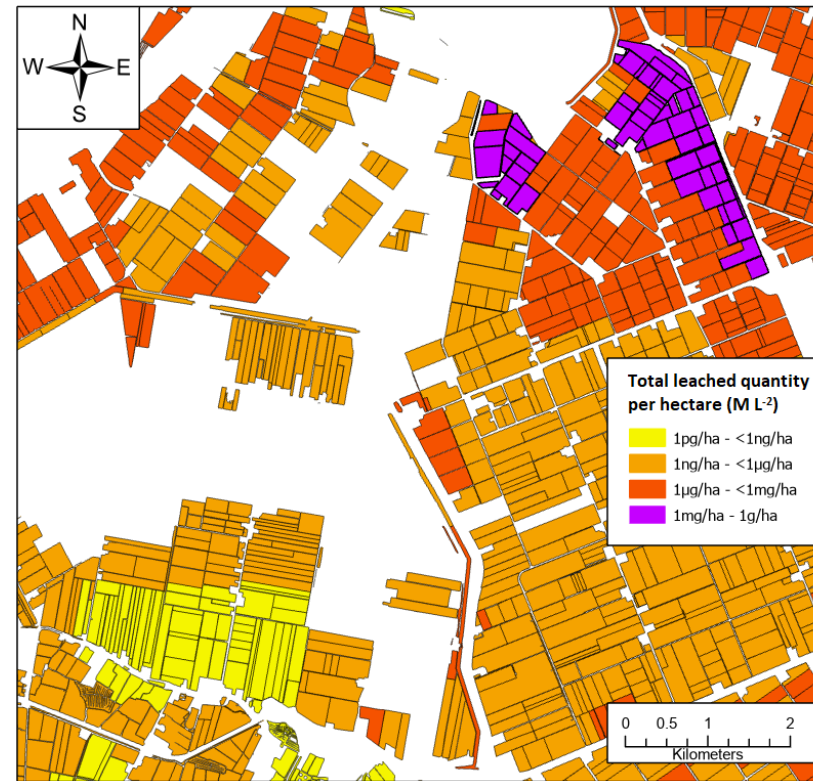 N
W E
S
Total leached quantity
per hectare (M L⁻²)
1pg/ha - <1ng/ha
1ng/ha - <1µg/ha
1µg/ha - <1mg/ha
1mg/ha - 1g/ha
0 0.5 1 2
Kilometers